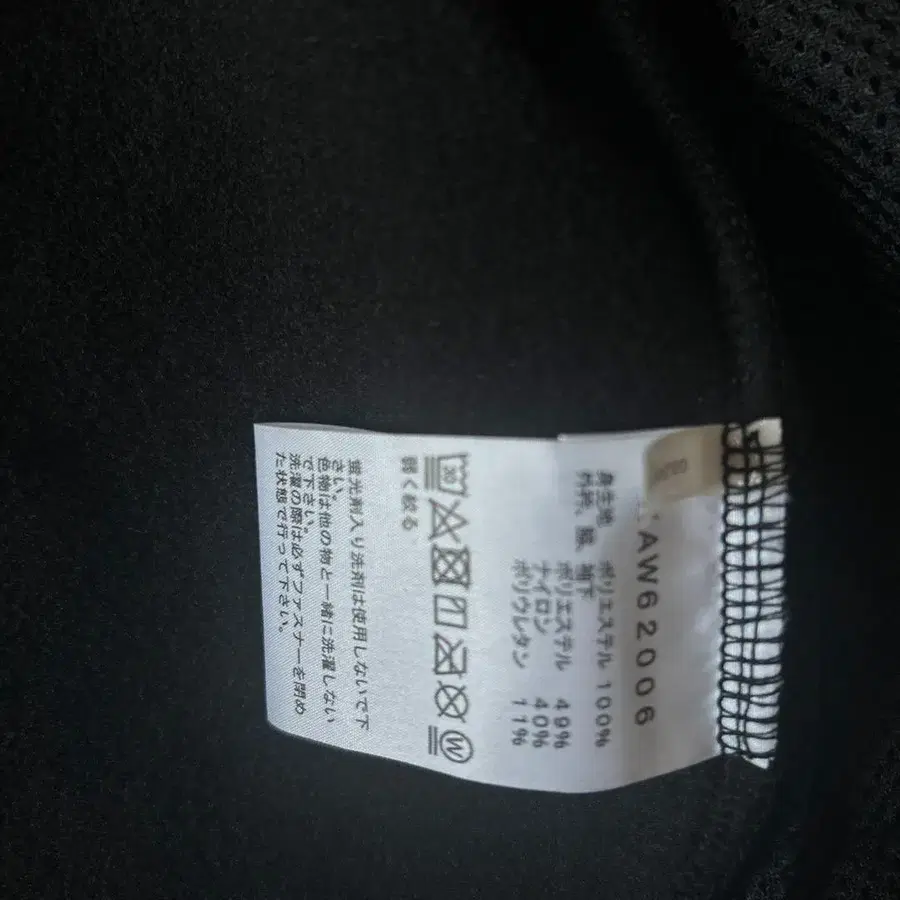 AW62006
身生地 ポリエステル 100%
袖下
ポリエステル 49%
ナイロン 40%
ポリウレタン 11%
30
W
弱く絞る
蛍光剤入り洗剤は使用しないで下
さい。
色物は他の物と一緒に洗濯しない
で下さい。
洗濯の際は必ずファスナーを閉め
た状態で行って下さい。